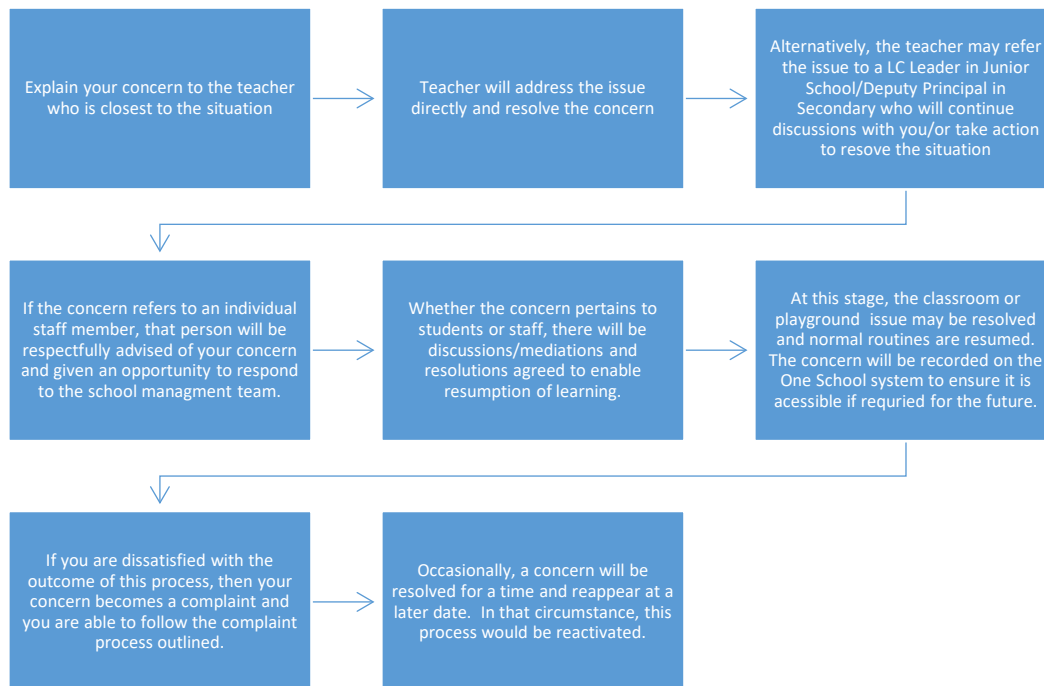 Explain your concern to the teacher
who is closest to the situation
Teacher will address the issue
directly and resolve the concern
Alternatively, the teacher may refer
the issue to a LC Leader in Junior
School/Deputy Principal in
Secondary who will continue
discussions with you/or take action
to resove the situation
If the concern refers to an individual
staff member, that person will be
respectfully advised of your concern
and given an opportunity to respond
to the school managment team.
Whether the concern pertains to
students or staff, there will be
discussions/mediations and
resolutions agreed to enable
resumption of learning.
At this stage, the classroom or
playground  issue may be resolved
and normal routines are resumed.
The concern will be recorded on the
One School system to ensure it is
acessible if requried for the future.
If you are dissatisfied with the
outcome of this process, then your
concern becomes a complaint and
you are able to follow the complaint
process outlined.
Occasionally, a concern will be
resolved for a time and reappear at a
later date.  In that circumstance, this
process would be reactivated.